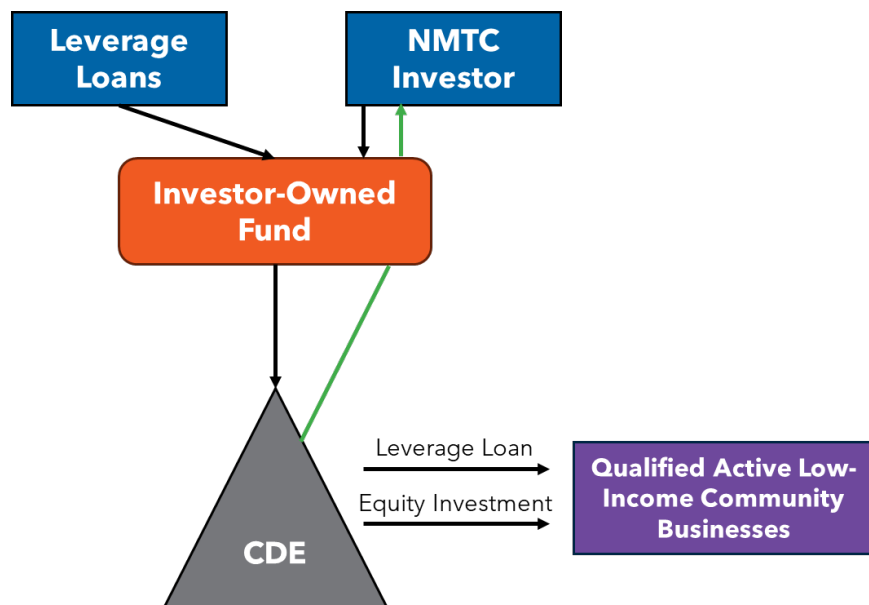 Leverage
Loans
NMTC
Investor
Investor-Owned
Fund
Leverage Loan
Equity Investment
Qualified Active Low-
Income Community
Businesses
CDE